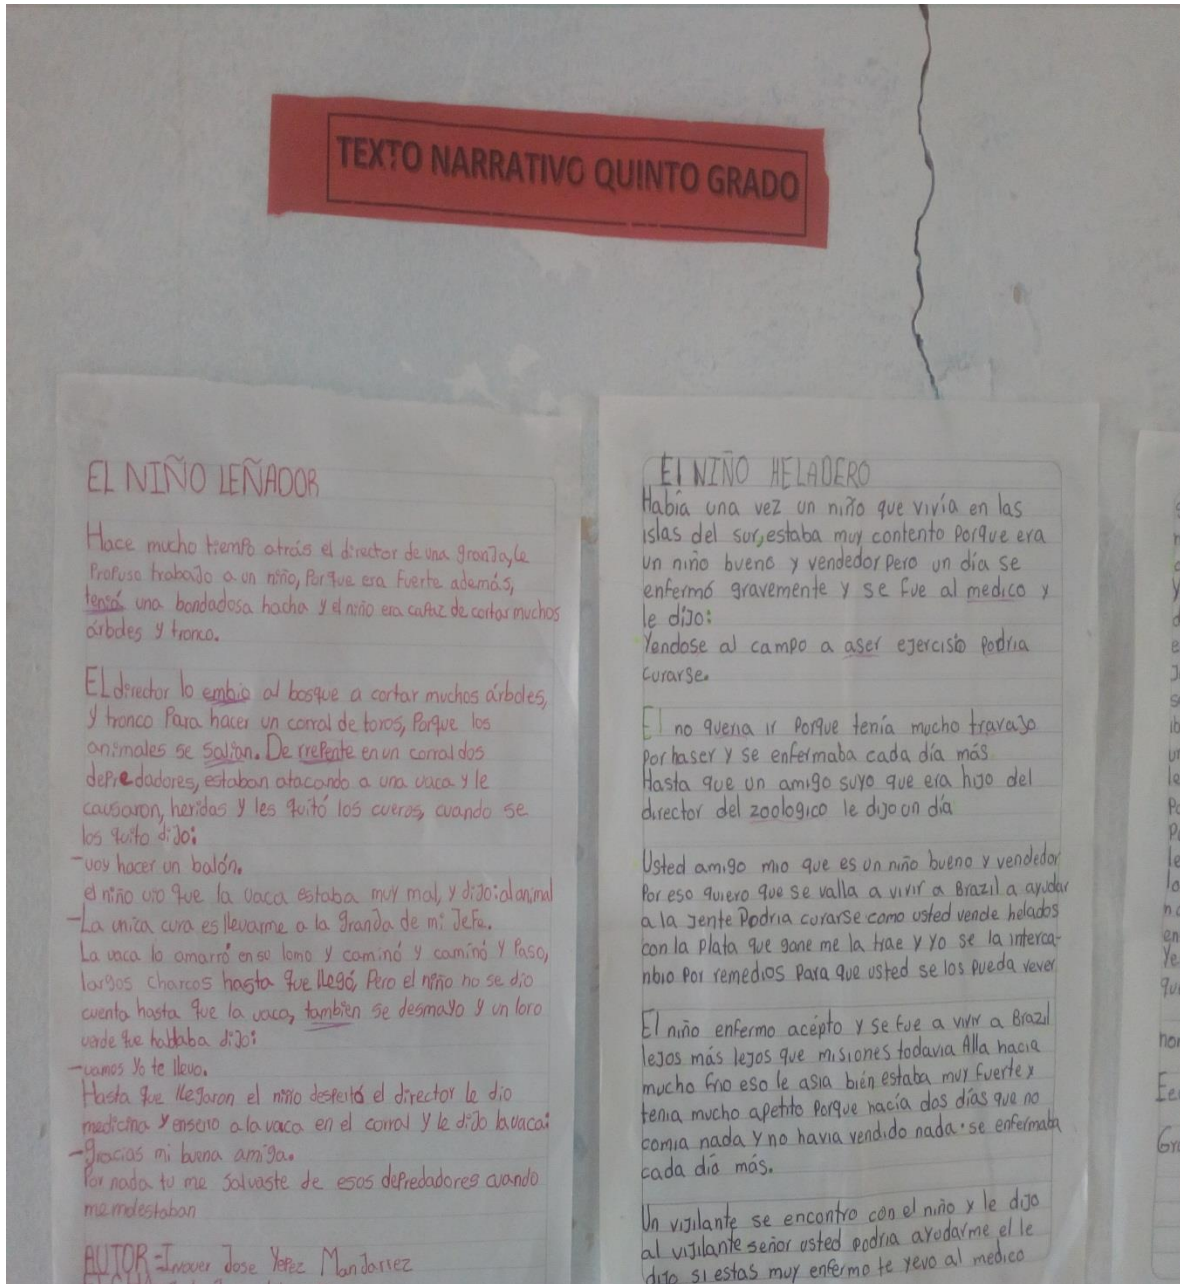 TEXTO NARRATIVO QUINTO GRADO
EL NIÑO LEÑADOR
Hace mucho tiempo atrás el director de una granja, le
Propuso trabajo a un niño, Porque era Fuerte además,
tenía una bondadosa hacha y el niño era capaz de cortar muchos
árboles y tronco.
EL director lo embio al bosque a cortar muchos árboles,
y tronco Para hacer un corral de toros, Porque los
animales se salian. De rrepente en un corral dos
depredadores, estaban atacando a una vaca y le
causaron, heridas y les quitó los cueros, cuando se
los quito dijo:
-voy hacer un balón.
el niño vio que la vaca estaba muy mal, y dijo: al animal
-La unica cura es llevarme a la granda de mi Jefe.
La vaca lo amarró en so lomo y caminó y caminó y Paso,
largos charcos hasta que llegó, Pero el niño no se dio
cuenta hasta que la vaca, tambien se desmayo y un loro
verde que hablaba dijo:
-vamos yo te llevo.
Hasta que llegaron el niño despertó el director le dio
medicina y enseño a la vaca en el corral y le dijo la vaca:
-gracias mi buena amiga.
Por nada tu me salvaste de esos depredadores cuando
me molestaban
AUTOR - Jose Yepez
El NIÑO HELADERO
Había una vez un niño que vivía en las
islas del sur, estaba muy contento Porque era
un niño bueno y vendedor Pero un día se
enfermó gravemente y se fue al medico y
le dijo:
Yendose al campo a aser ejercisio Podria
curarse.
El no queria ir Porque tenía mucho travajo
por haser y se enfermaba cada día más
Hasta que un amigo suyo que era hijo del
director del zoologico le dijo un día
Usted amigo mio que es un niño bueno y vendedor
Por eso quiero que se valla a vivir a Brazil a ayudar
a la jente Podria curarse como usted vende helados
con la plata que gane me la trae y yo se la interca-
nbio Por remedios Para que usted se los pueda vever
El niño enfermo acépto y se fue a vivir a Brazil
lejos más lejos que misiones todavia Alla hacia
mucho frio eso le asia bién estaba muy fuerte y
tenia mucho apetito Porque hacía dos días que no
comia nada y no havia vendido nada. se enfermaba
cada día más.
Un vijilante se encontro con el niño y le dijo
al vijilante señor usted podria ayudarme el le
dijo si estas muy enfermo te yevo al medico